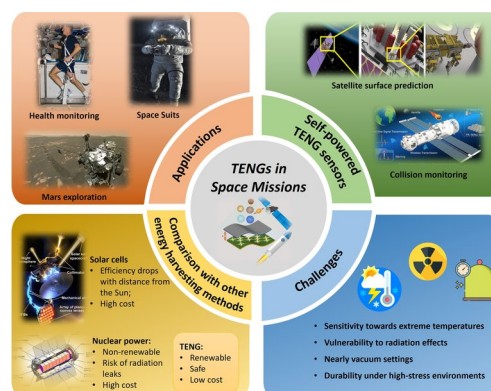 Health monitoring
Space Suits
Mars exploration
Applications
Satellite surface prediction
Collision monitoring
Self-powered
TENG sensors
TENGs in
Space Missions
Comparison with other
energy harvesting methods
Solar cells
• Efficiency drops
with distance from
the Sun;
• High cost
Nuclear power:
• Non-renewable
• Risk of radiation
leaks
• High cost
TENG:
• Renewable
• Safe
• Low cost
Challenges
• Sensitivity towards extreme temperatures
• Vulnerability to radiation effects
• Nearly vacuum settings
• Durability under high-stress environments